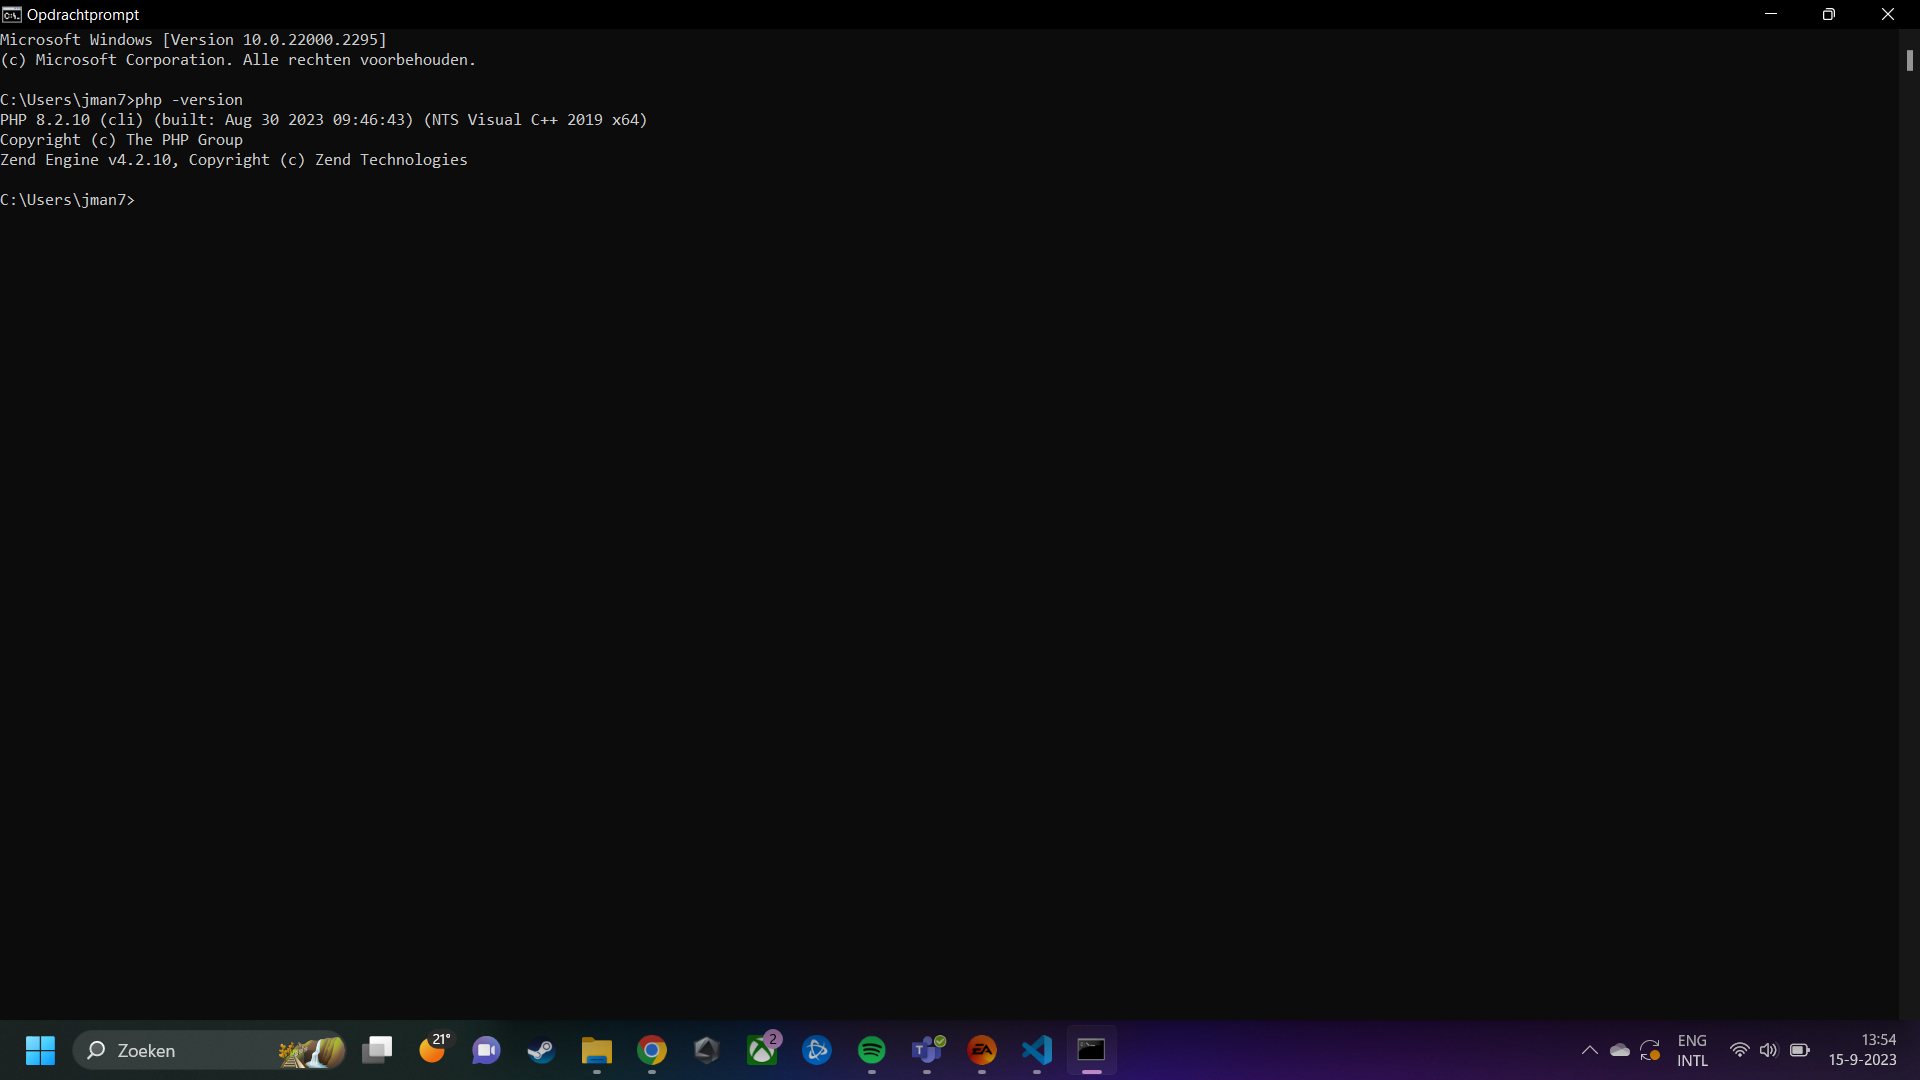 Opdrachtprompt
Microsoft Windows [Version 10.0.22000.2295]
(c) Microsoft Corporation. Alle rechten voorbehouden.
C:\Users\jman7>php -version
PHP 8.2.10 (cli) (built: Aug 30 2023 09:46:43) (NTS Visual C++ 2019 x64)
Copyright (c) The PHP Group
Zend Engine v4.2.10, Copyright (c) Zend Technologies
C:\Users\jman7>
Zoeken
21°
2
EA
ENG
INTL
13:54
15-9-2023